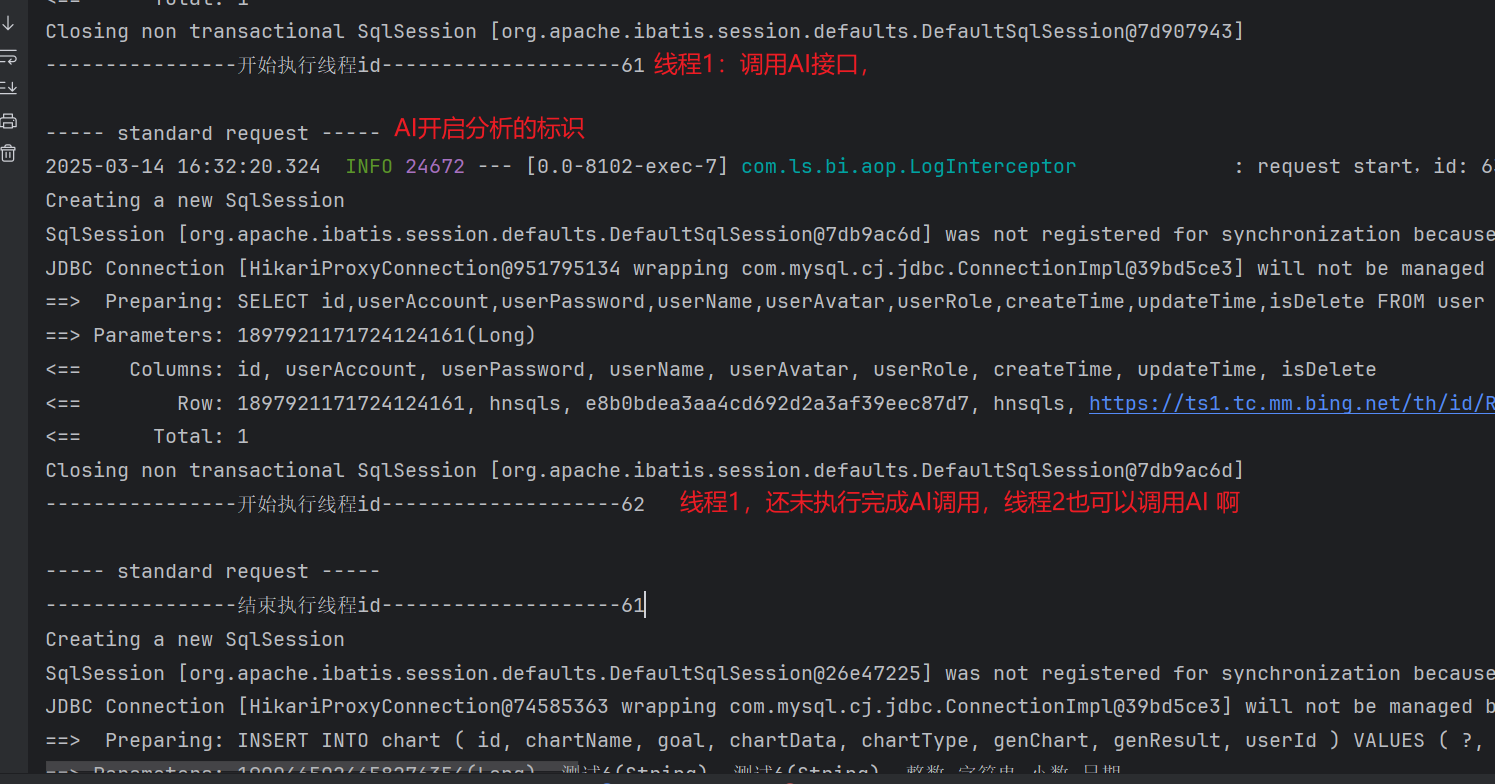 Closing non transactional SqlSession [org.apache.ibatis.session.defaults.DefaultSqlSession@7d907943]
----------------开始执行线程id--------------------61 线程1：调用AI接口，
----- standard request ----- AI开启分析的标识
2025-03-14 16:32:20.324  INFO 24672 --- [0.0-8102-exec-7] com.ls.bi.aop.LogInterceptor             : request start，id: 6
Creating a new SqlSession
SqlSession [org.apache.ibatis.session.defaults.DefaultSqlSession@7db9ac6d] was not registered for synchronization because
JDBC Connection [HikariProxyConnection@951795134 wrapping com.mysql.cj.jdbc.ConnectionImpl@39bd5ce3] will not be managed
==>  Preparing: SELECT id,userAccount,userPassword,userName,userAvatar,userRole,createTime,updateTime,isDelete FROM user
==> Parameters: 1897921171724124161(Long)
<==    Columns: id, userAccount, userPassword, userName, userAvatar, userRole, createTime, updateTime, isDelete
<==        Row: 1897921171724124161, hnsqls, e8b0bdea3aa4cd692d2a3af39eec87d7, hnsqls, https://ts1.tc.mm.bing.net/th/id/R
<==      Total: 1
Closing non transactional SqlSession [org.apache.ibatis.session.defaults.DefaultSqlSession@7db9ac6d]
----------------开始执行线程id--------------------62 线程1，还未执行完成AI调用，线程2也可以调用AI 啊
----- standard request -----
----------------结束执行线程id--------------------61
Creating a new SqlSession
SqlSession [org.apache.ibatis.session.defaults.DefaultSqlSession@26e47225] was not registered for synchronization because
JDBC Connection [HikariProxyConnection@74585363 wrapping com.mysql.cj.jdbc.ConnectionImpl@39bd5ce3] will not be managed b
==>  Preparing: INSERT INTO chart ( id, chartName, goal, chartData, chartType, genChart, genResult, userId ) VALUES ( ?,